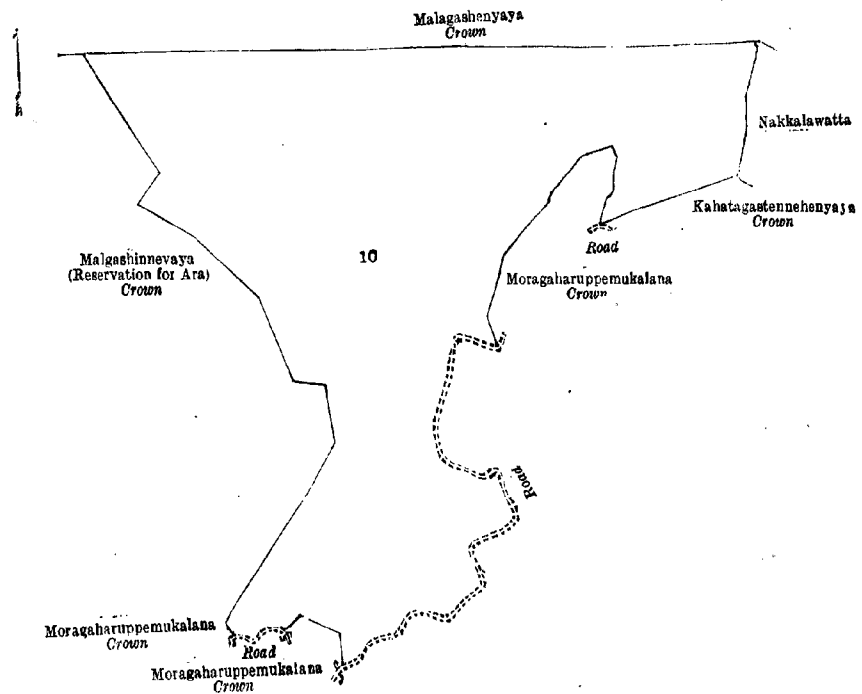 Malagashenyaya
Crown
Nakkalawatta
Kahatagastennehenyaya
Crown
Road
Malgashinnevaya
(Reservation for Ara)
Crown
10
Moragaharuppemukalana
Crown
Road
Moragaharuppemukalana
Crown
Road
Moragaharuppemukalana
Crown